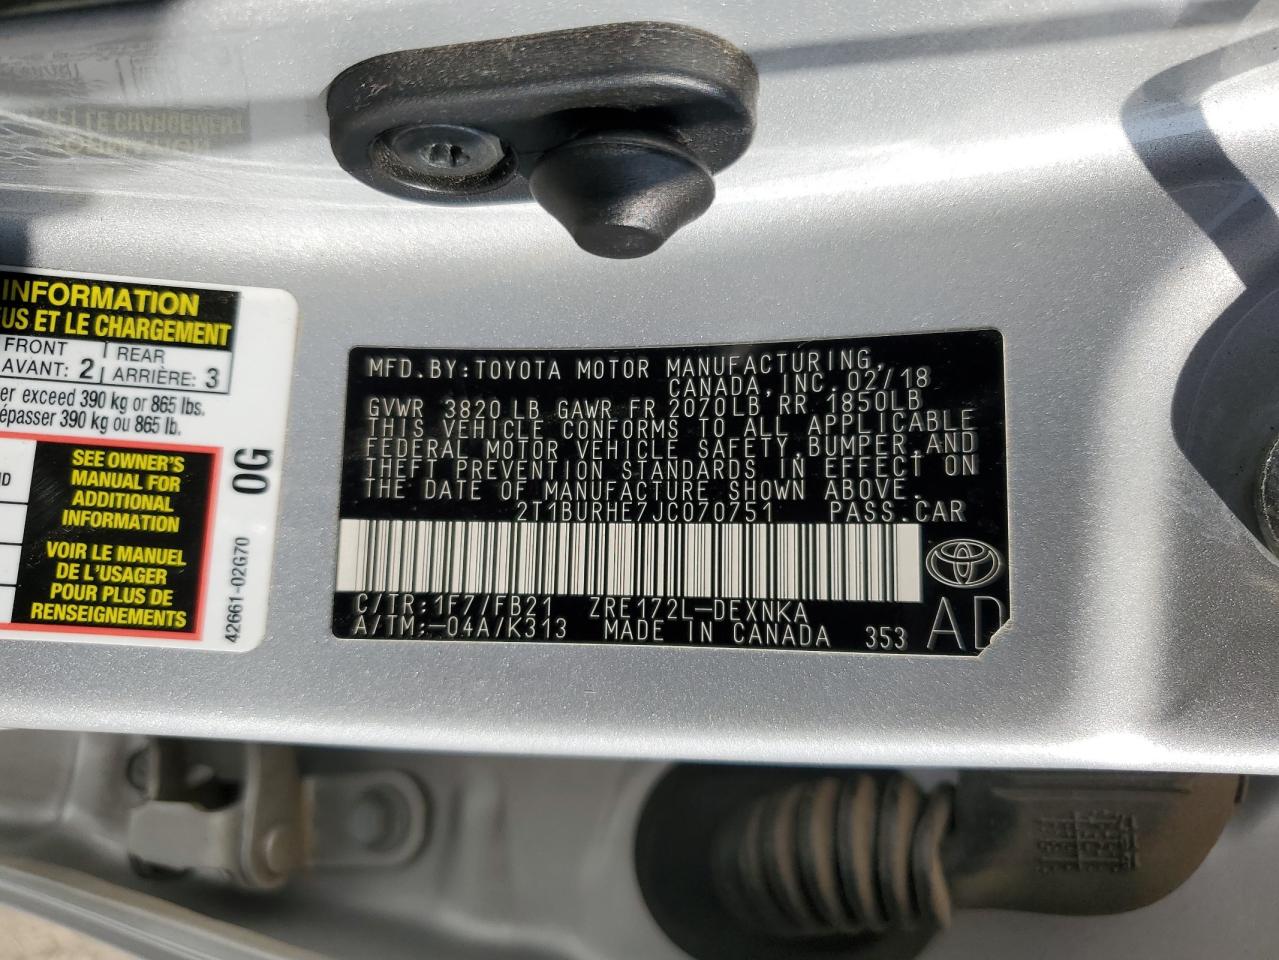 ET LE CHARGEMENT
INFORMATION
US ET LE CHARGEMENT
FRONT
AVANT: 2
REAR
ARRIÈRE: 3
er exceed 390 kg or 865 lbs.
épasser 390 kg ou 865 lb.
SEE OWNER'S
MANUAL FOR
ADDITIONAL
INFORMATION
VOIR LE MANUEL
DE L'USAGER
POUR PLUS DE
RENSEIGNEMENTS
0G
42661-02G70
MFD.BY:TOYOTA MOTOR MANUFACTURING,
CANADA,INC.02/18
GVWR 3820 LB GAWR FR 2070LB RR 1850LB
THIS VEHICLE CONFORMS TO ALL APPLICABLE
FEDERAL MOTOR VEHICLE SAFETY,BUMPER,AND
THEFT PREVENTION STANDARDS IN EFFECT ON
THE DATE OF MANUFACTURE SHOWN ABOVE.
2T1BURHE7JC070751 PASS.CAR
C/TR:1F7/FB21 ZRE172L-DEXNKA
A/TM:-04A/K313 MADE IN CANADA 353 AD